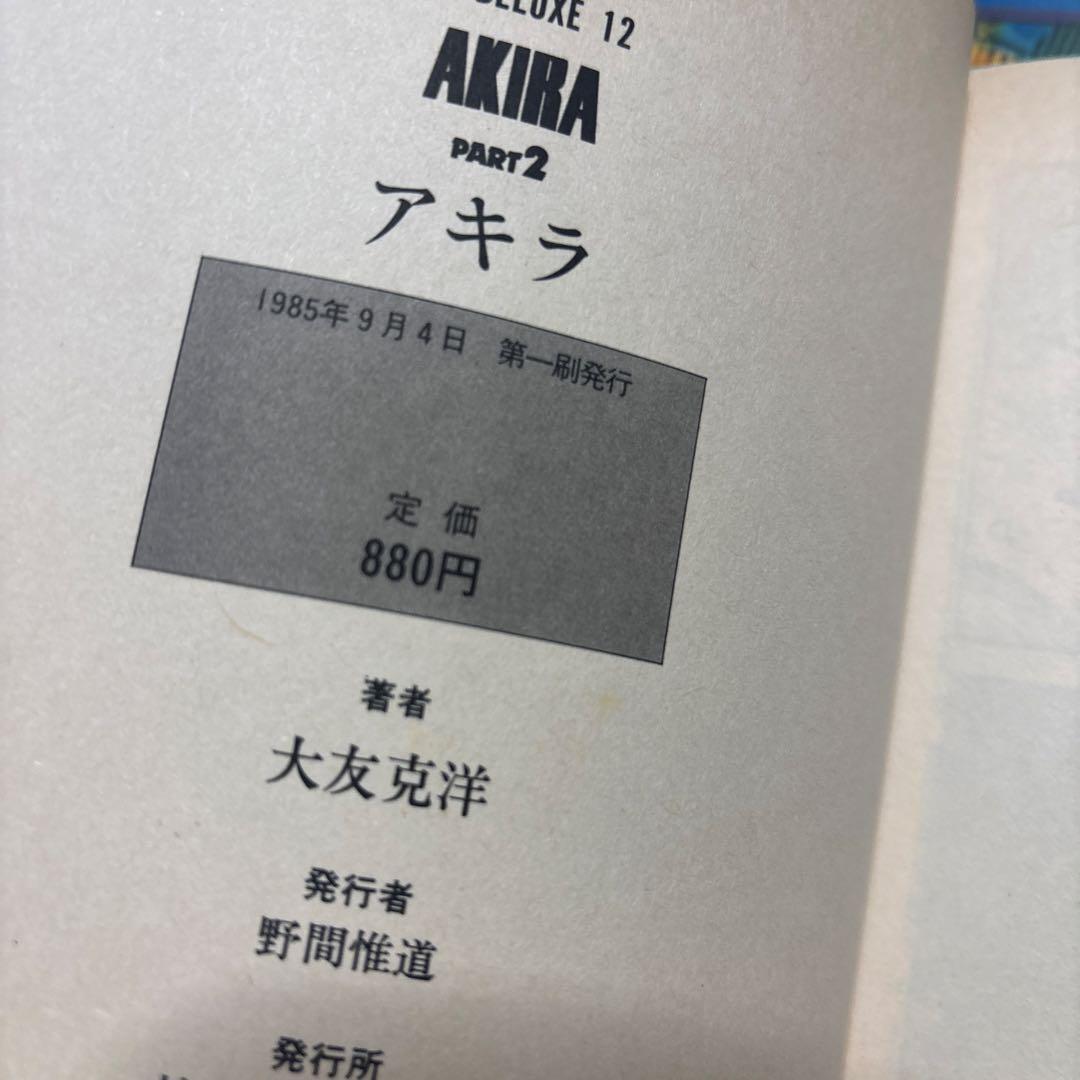 DELUXE 12
AKIRA
PART2
アキラ
1985年9月4日 第一刷発行
定価
880円
著者
大友克洋
発行者
野間惟道
発行所